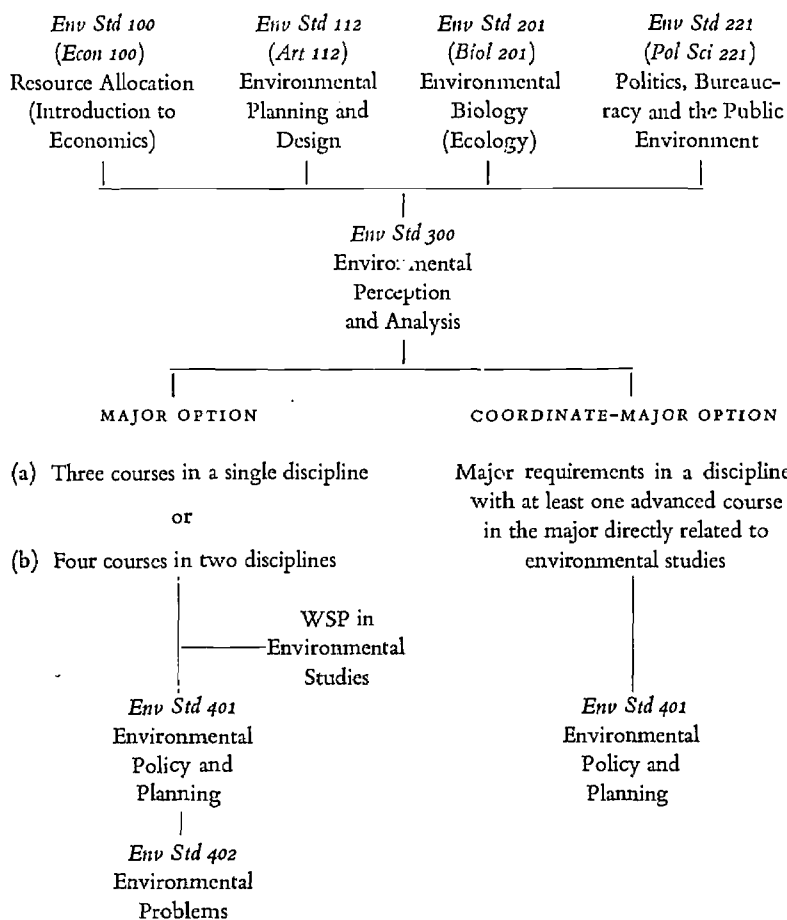 Env Std 100
(Econ 100)
Resource Allocation
(Introduction to
Economics)
Env Std 112
(Art 112)
Environmental
Planning and
Design
Env Std 201
(Biol 201)
Environmental
Biology
(Ecology)
Env Std 221
(Pol Sci 221)
Politics, Bureauc-
racy and the Public
Environment
Env Std 300
Environmental
Perception
and Analysis
MAJOR OPTION
(a) Three courses in a single discipline
or
(b) Four courses in two disciplines
WSP in
Environmental
Studies
Env Std 401
Environmental
Policy and
Planning
Env Std 402
Environmental
Problems
COORDINATE-MAJOR OPTION
Major requirements in a discipline
with at least one advanced course
in the major directly related to
environmental studies
Env Std 401
Environmental
Policy and
Planning